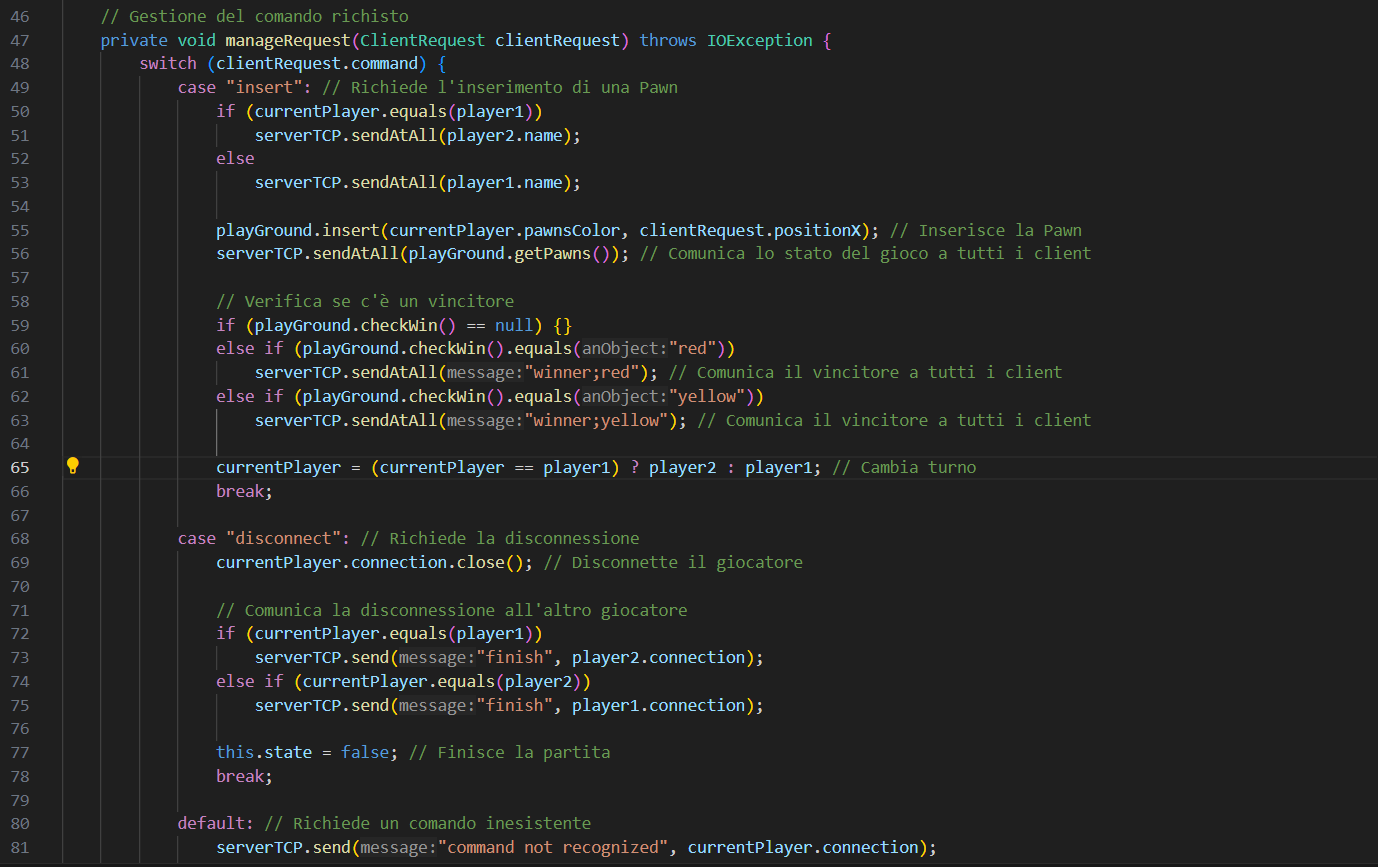 46 // Gestione del comando richisto
47 private void manageRequest(ClientRequest clientRequest) throws IOException {
48 switch (clientRequest.command) {
49 case "insert": // Richiede l'inserimento di una Pawn
50 if (currentPlayer.equals(player1))
51 serverTCP.sendAtAll(player2.name);
52 else
53 serverTCP.sendAtAll(player1.name);
54
55 playGround.insert(currentPlayer.pawnsColor, clientRequest.positionX); // Inserisce la Pawn
56 serverTCP.sendAtAll(playGround.getPawns()); // Comunica lo stato del gioco a tutti i client
57
58 // Verifica se c'è un vincitore
59 if (playGround.checkWin() == null) {}
60 else if (playGround.checkWin().equals(anObject:"red"))
61 serverTCP.sendAtAll(message:"winner;red"); // Comunica il vincitore a tutti i client
62 else if (playGround.checkWin().equals(anObject:"yellow"))
63 serverTCP.sendAtAll(message:"winner;yellow"); // Comunica il vincitore a tutti i client
64
65 currentPlayer = (currentPlayer == player1) ? player2 : player1; // Cambia turno
66 break;
67
68 case "disconnect": // Richiede la disconnessione
69 currentPlayer.connection.close(); // Disconnette il giocatore
70
71 // Comunica la disconnessione all'altro giocatore
72 if (currentPlayer.equals(player1))
73 serverTCP.send(message:"finish", player2.connection);
74 else if (currentPlayer.equals(player2))
75 serverTCP.send(message:"finish", player1.connection);
76
77 this.state = false; // Finisce la partita
78 break;
79
80 default: // Richiede un comando inesistente
81 serverTCP.send(message:"command not recognized", currentPlayer.connection);